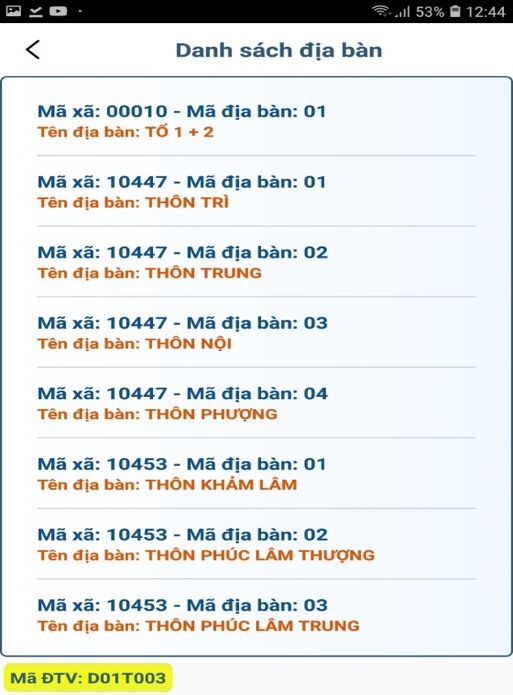 53% 12:44
Danh sách địa bàn
Mã xã: 00010 - Mã địa bàn: 01
Tên địa bàn: TỔ 1 + 2
Mã xã: 10447 - Mã địa bàn: 01
Tên địa bàn: THÔN TRÌ
Mã xã: 10447 - Mã địa bàn: 02
Tên địa bàn: THÔN TRUNG
Mã xã: 10447 - Mã địa bàn: 03
Tên địa bàn: THÔN NỘI
Mã xã: 10447 - Mã địa bàn: 04
Tên địa bàn: THÔN PHƯỢNG
Mã xã: 10453 - Mã địa bàn: 01
Tên địa bàn: THÔN KHẢM LÂM
Mã xã: 10453 - Mã địa bàn: 02
Tên địa bàn: THÔN PHÚC LÂM THƯỢNG
Mã xã: 10453 - Mã địa bàn: 03
Tên địa bàn: THÔN PHÚC LÂM TRUNG
Mã ĐTV: D01T003